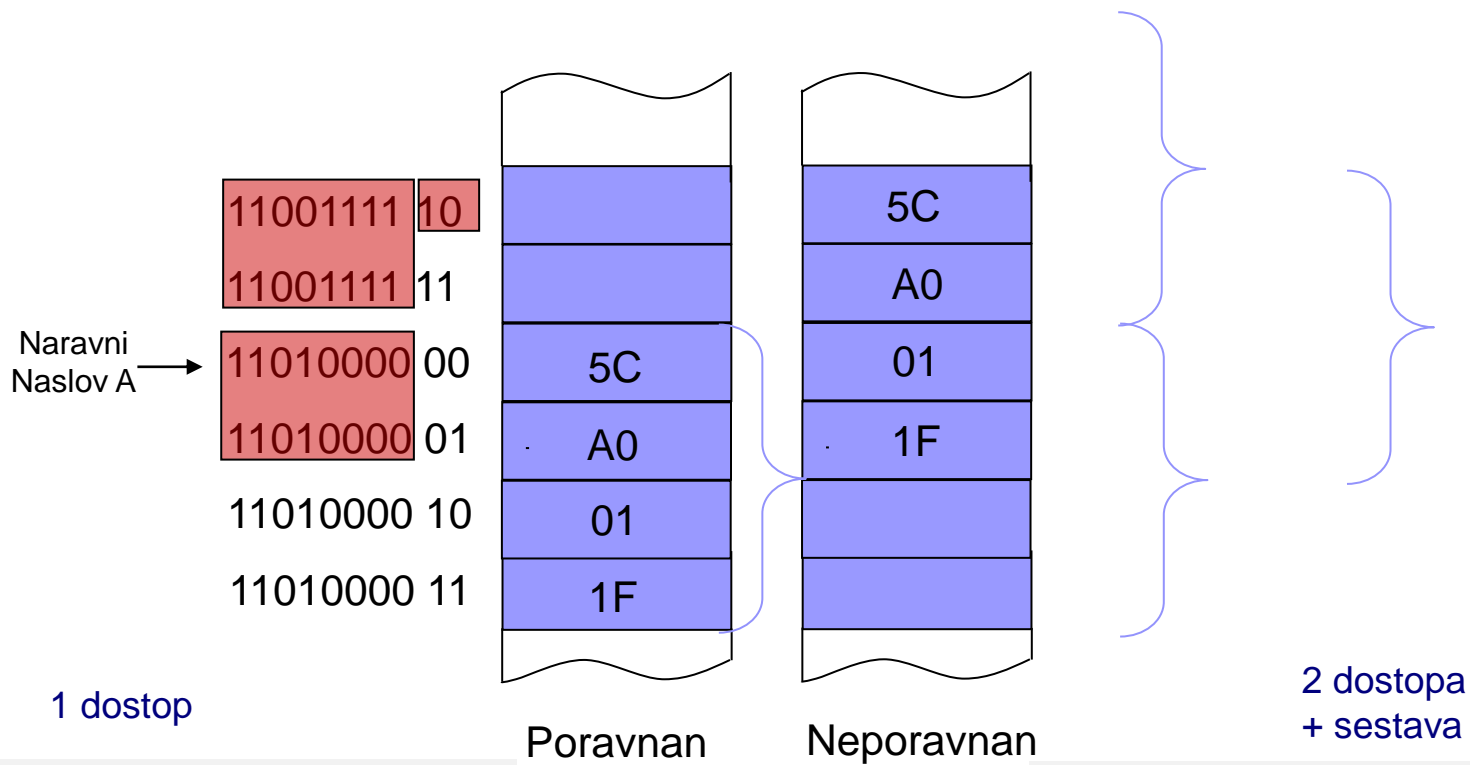 11001111 10
5C
11001111 11
A0
Naravni
Naslov A
11010000 00
5C
01
11010000 01
A0
1F
11010000 10
01
11010000 11
1F
1 dostop
2 dostopa
+ sestava
Poravnan
Neporavnan